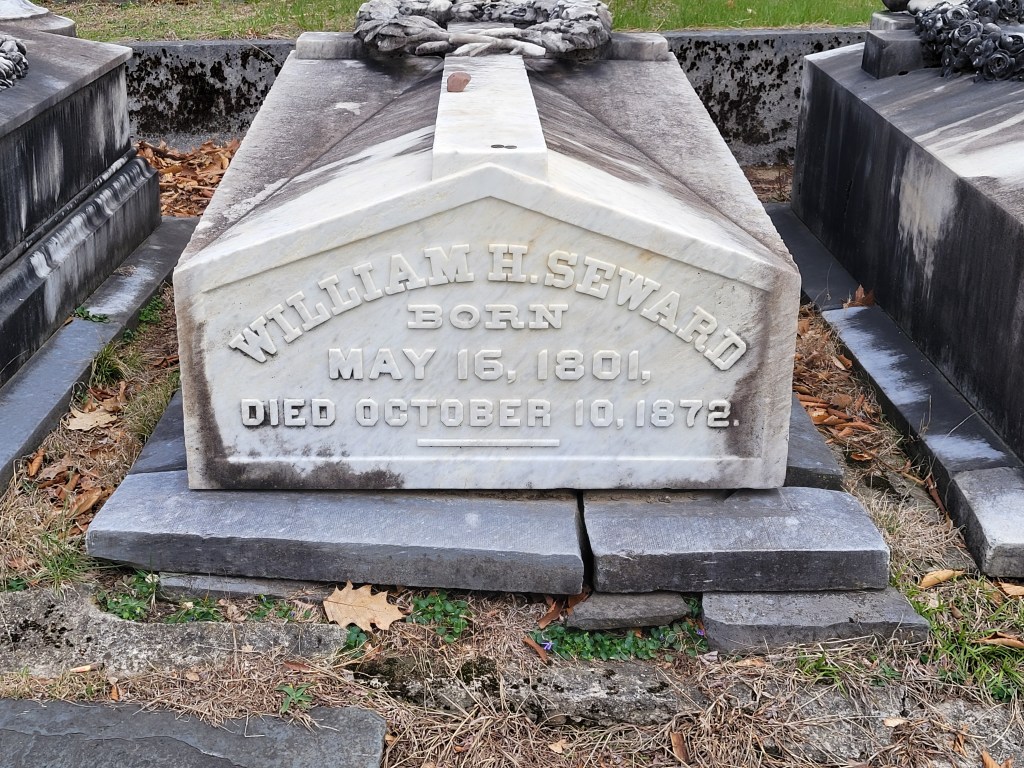 WILLIAM H. SEWARD
BORN
MAY 16, 1801,
DIED OCTOBER 10, 1872.